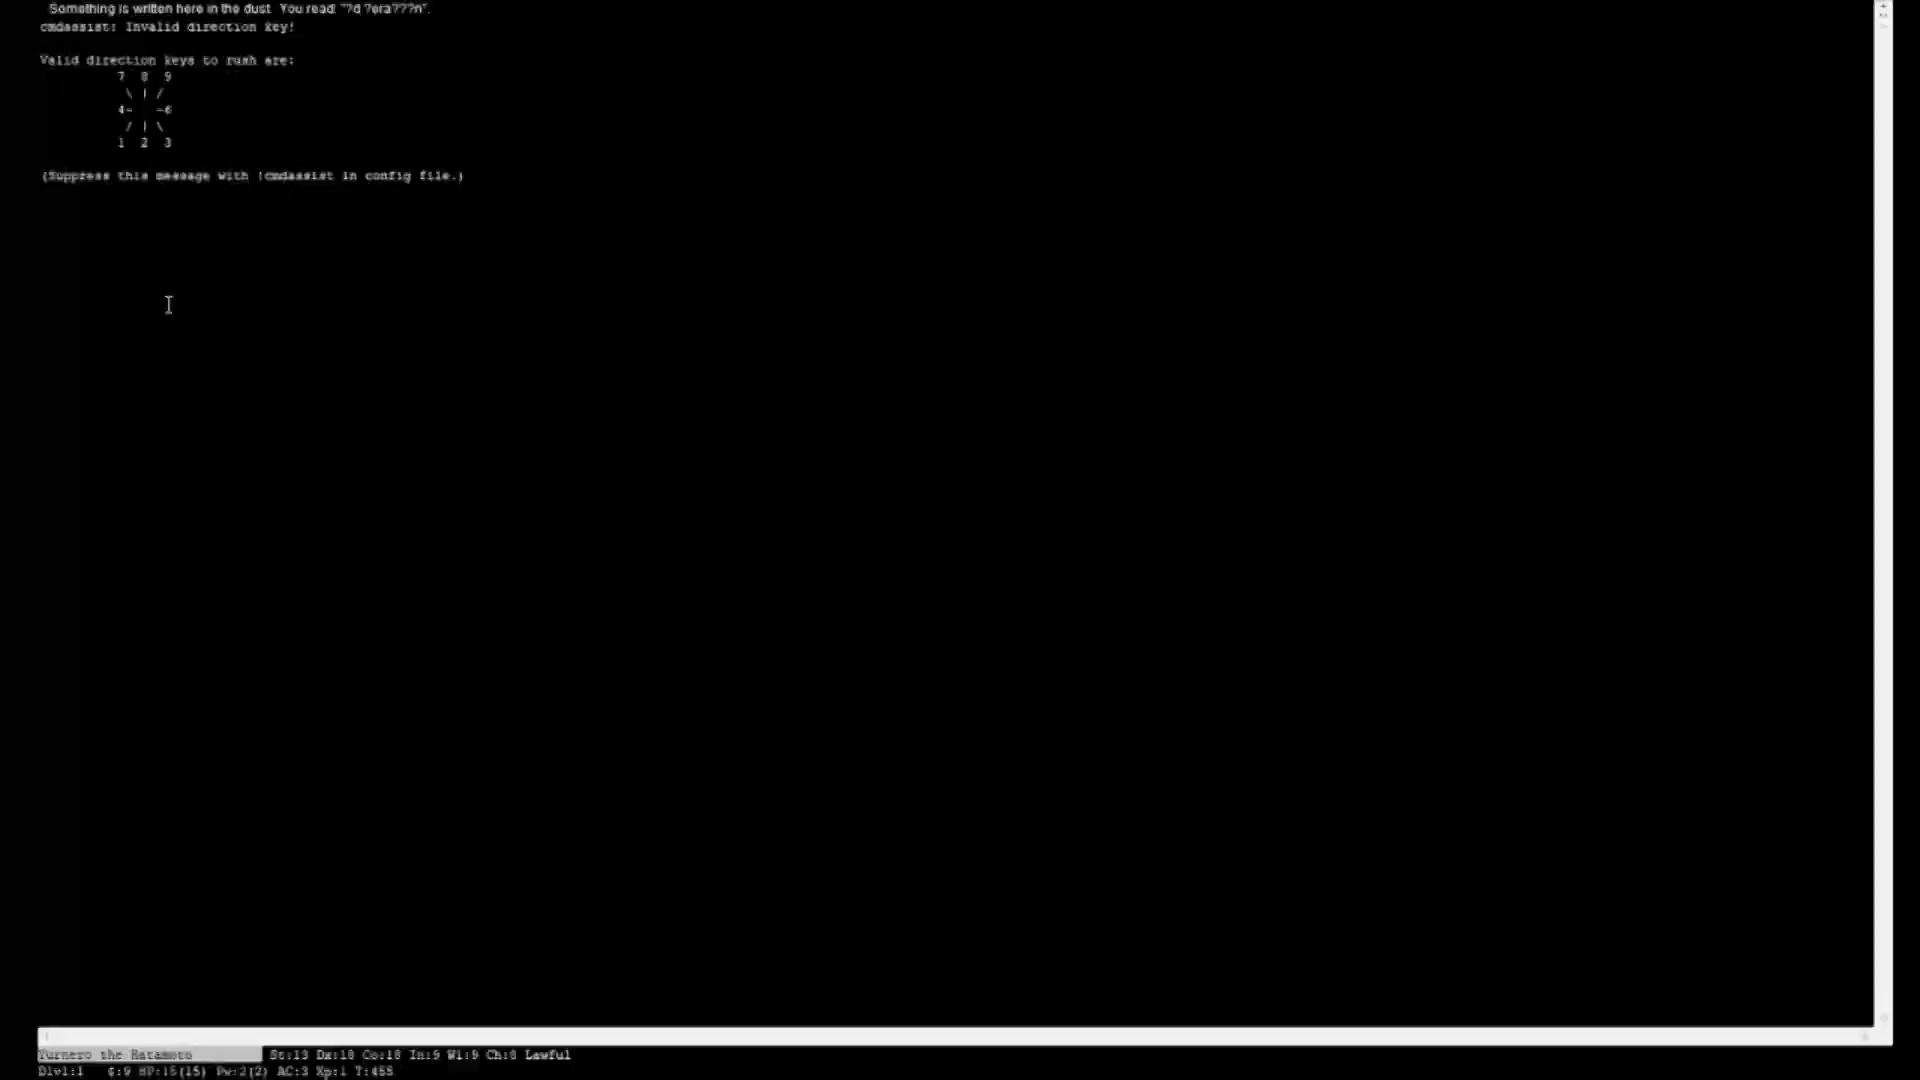 Something is written here in the dust. You read: "?d ?era???n".
cmdassist: Invalid direction key!
Valid direction keys to rush are:
7 8 9
\ | /
4- -6
/ | \
1 2 3
(Suppress this message with !cmdassist in config file.)
Turnero the Hatamoto St:13 Dx:18 Co:18 In:9 Wi:9 Ch:8 Lawful
Dlvl:1 $:9 HP:15(15) Pw:2(2) AC:3 Xp:1 T:455